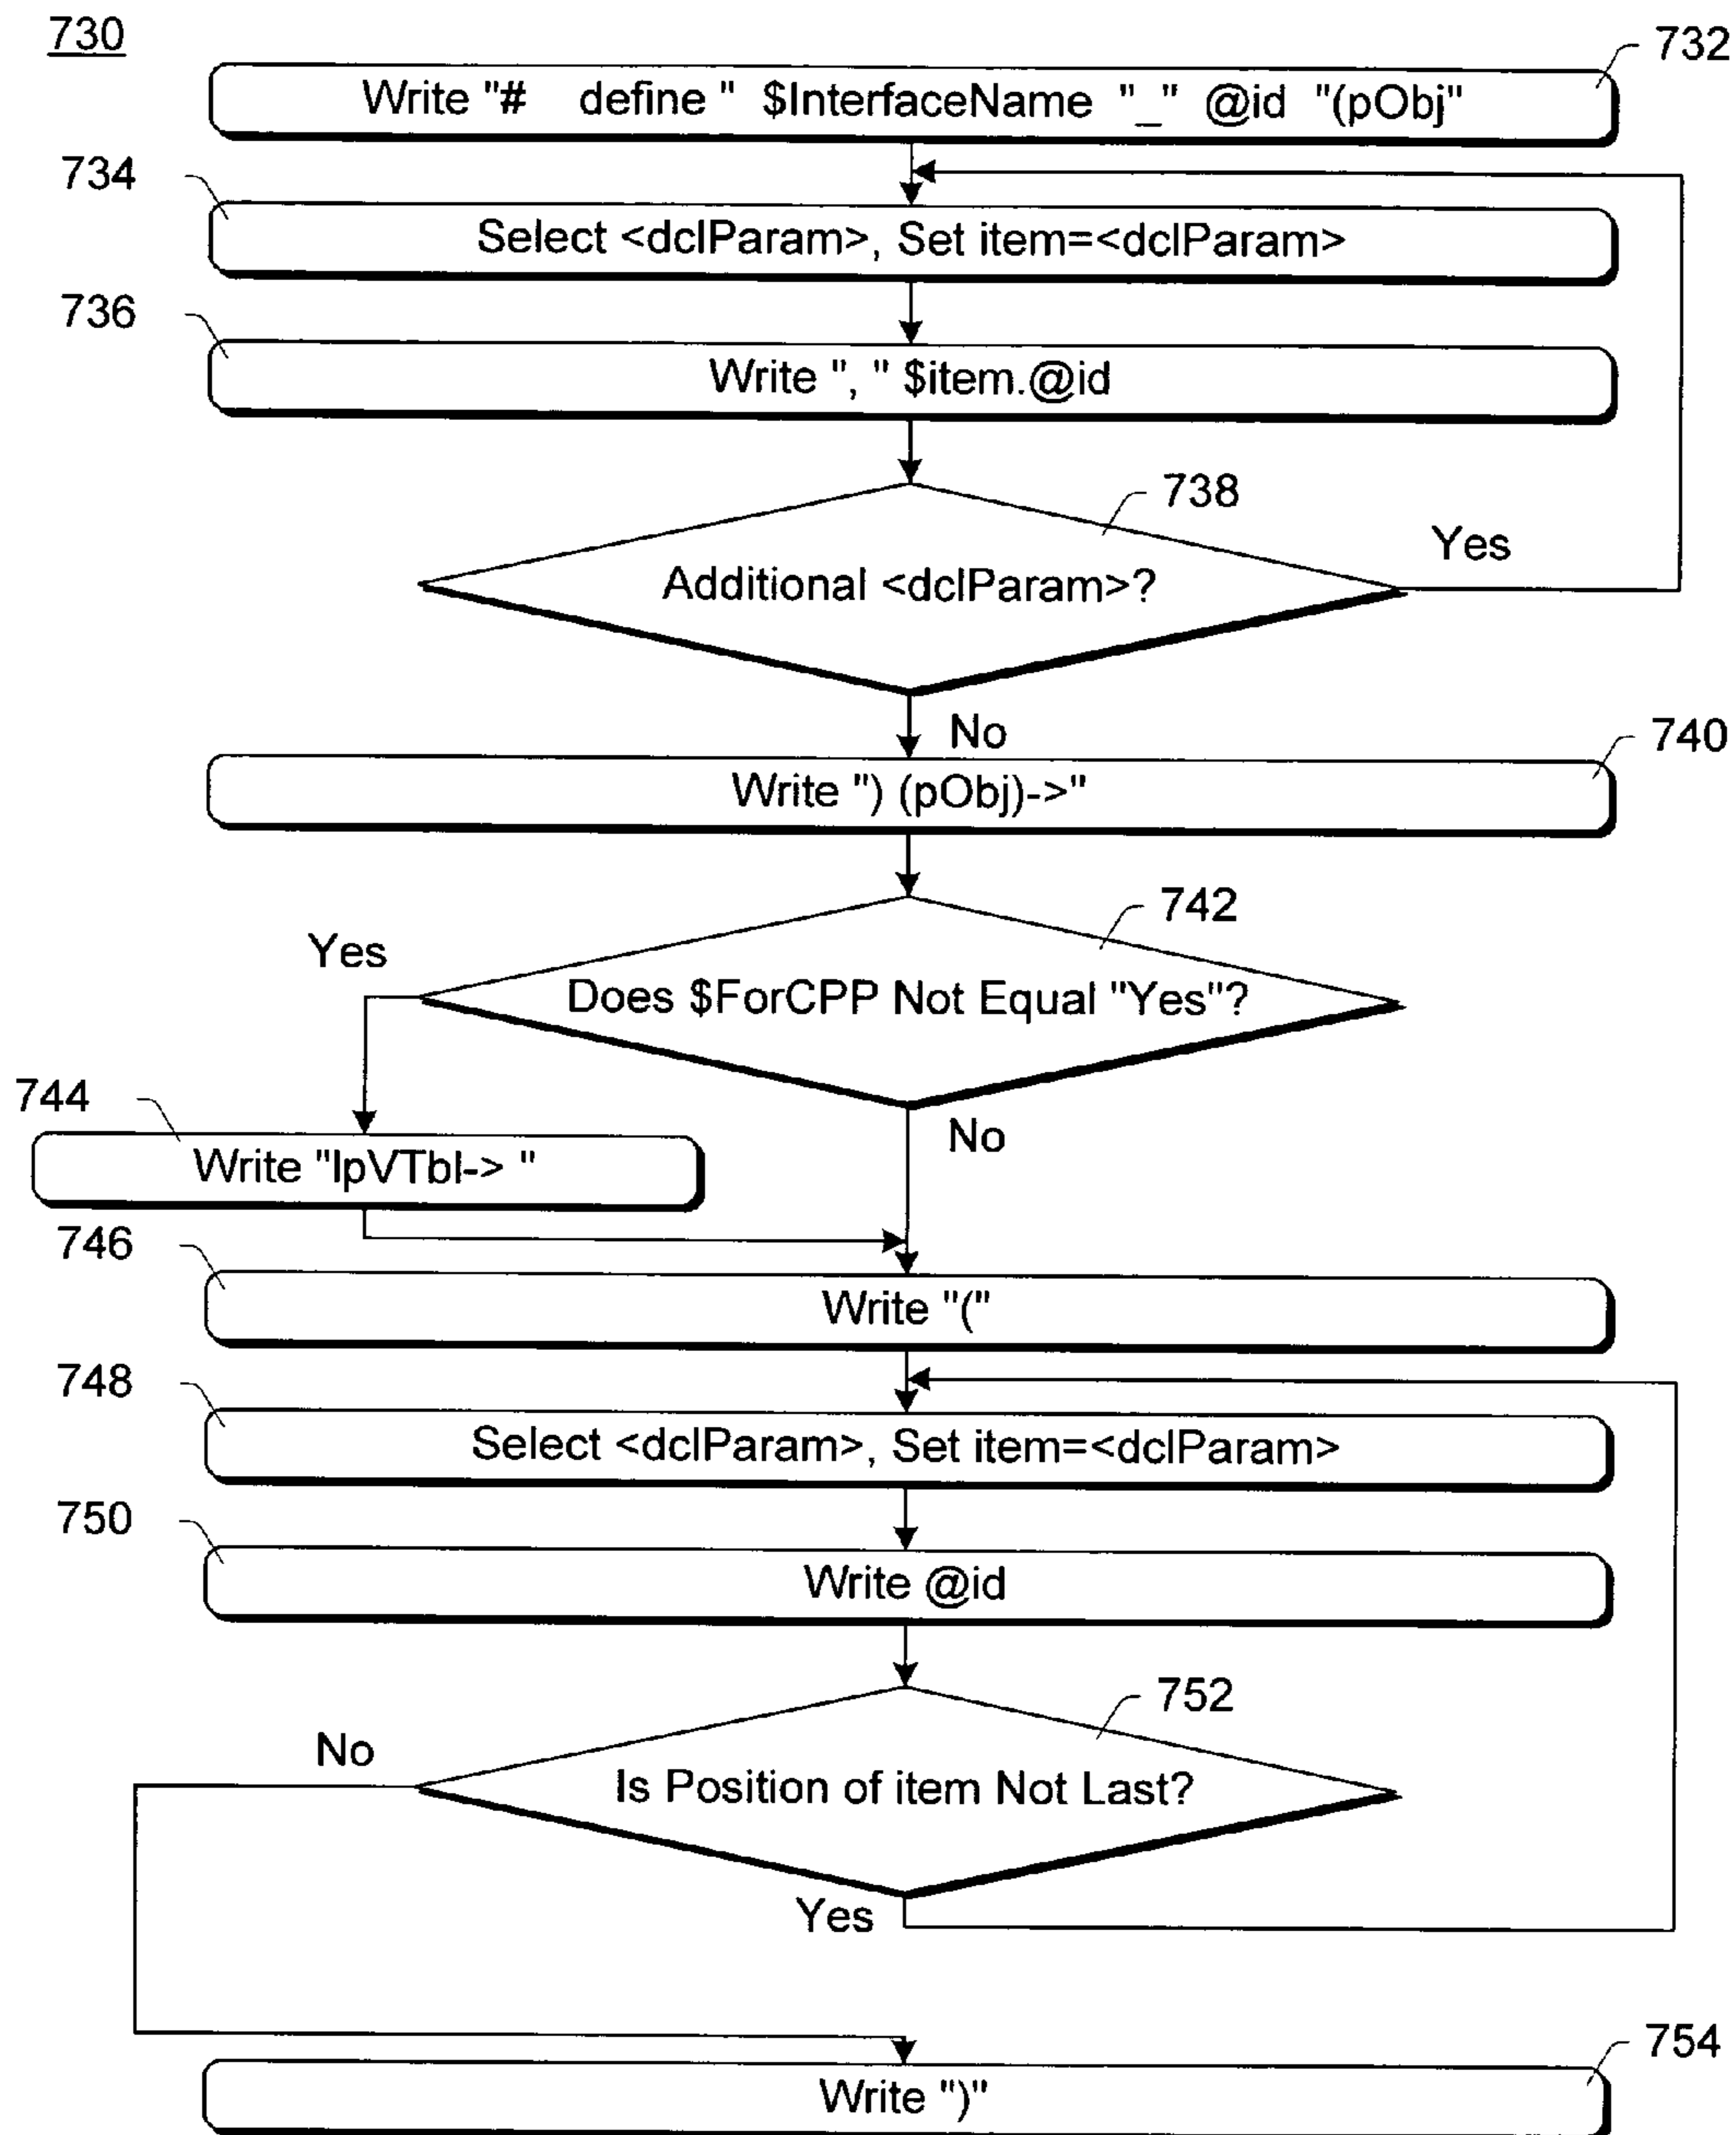 730
732
Write "#    define "  $InterfaceName  "_"  @id  "(pObj"
734
Select <dclParam>, Set item=<dclParam>
736
Write ", " $item.@id
738
Yes
Additional <dclParam>?
No
740
Write ") (pObj)->"
742
Yes
Does $ForCPP Not Equal "Yes"?
744
No
Write "lpVTbl-> "
746
Write "("
748
Select <dclParam>, Set item=<dclParam>
750
Write @id
752
No
Is Position of item Not Last?
Yes
754
Write ")"